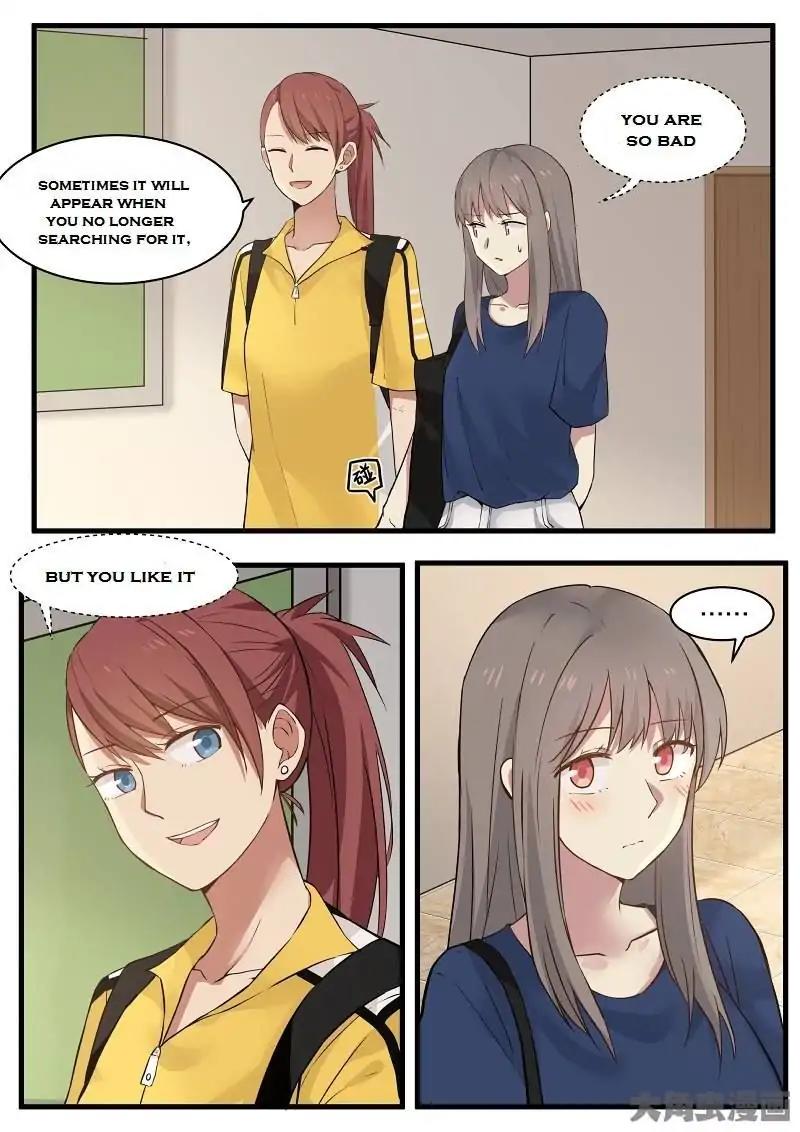 SOMETIMES IT WILL
APPEAR WHEN
YOU NO LONGER
SEARCHING FOR IT,
YOU ARE
SO BAD
碰
BUT YOU LIKE IT
......
大角虫漫画